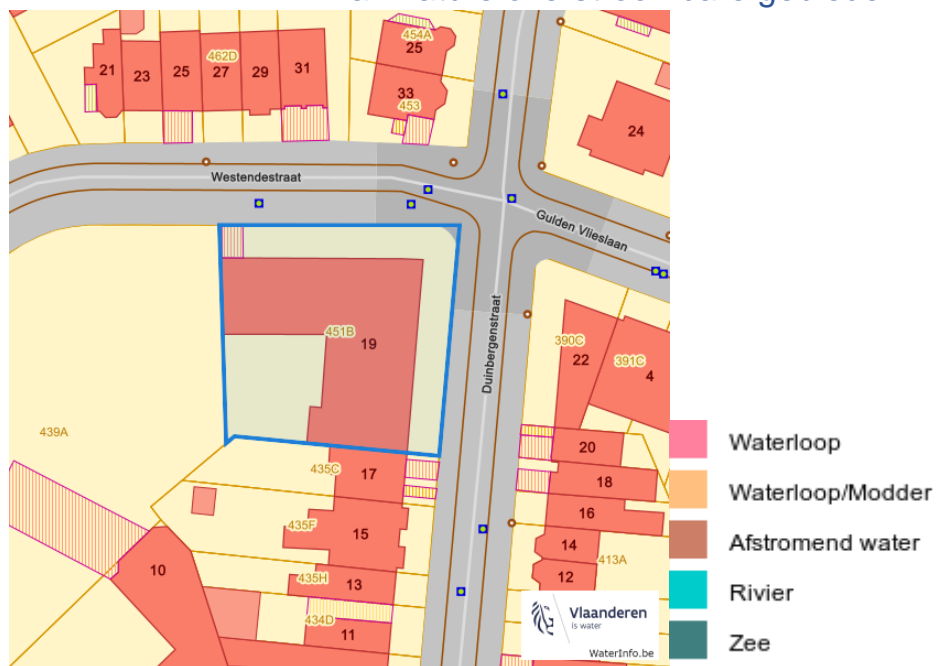 454A
462D
21
23
25
27
29
31
25
33
453
24
Westendestraat
Gulden Vlieslaan
Duinbergenstraat
451B
19
390C
22
391C
4
439A
435C
17
20
18
16
435F
15
14
413A
12
10
435H
13
434D
11
Vlaanderen
is water
WaterInfo.be
Waterloop
Waterloop/Modder
Afstromend water
Rivier
Zee